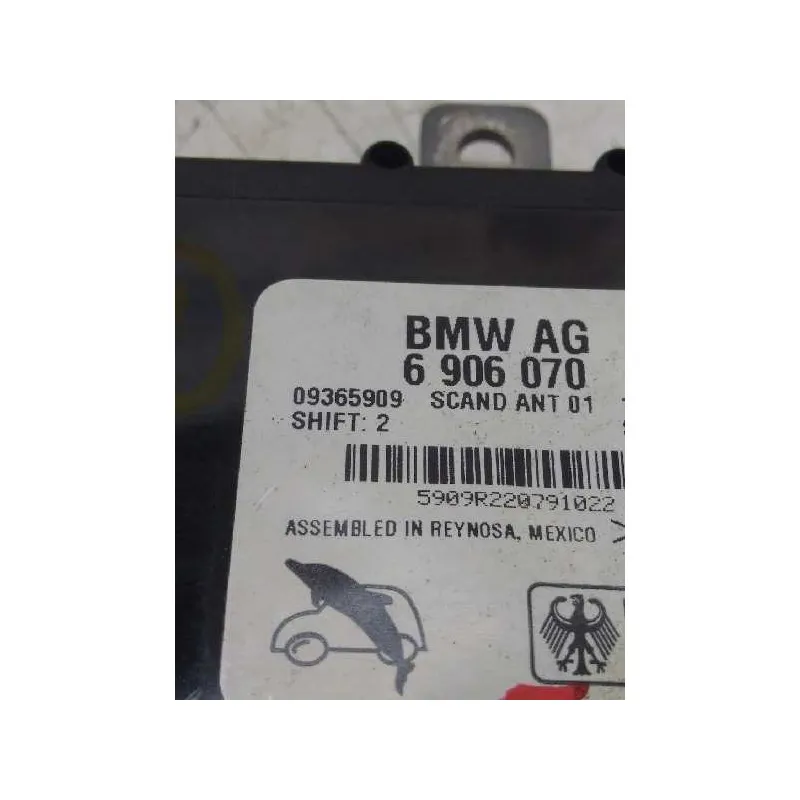 BMW AG
6 906 070
09365909 SCAND ANT 01
SHIFT: 2
5909R220791022
ASSEMBLED IN REYNOSA, MEXICO